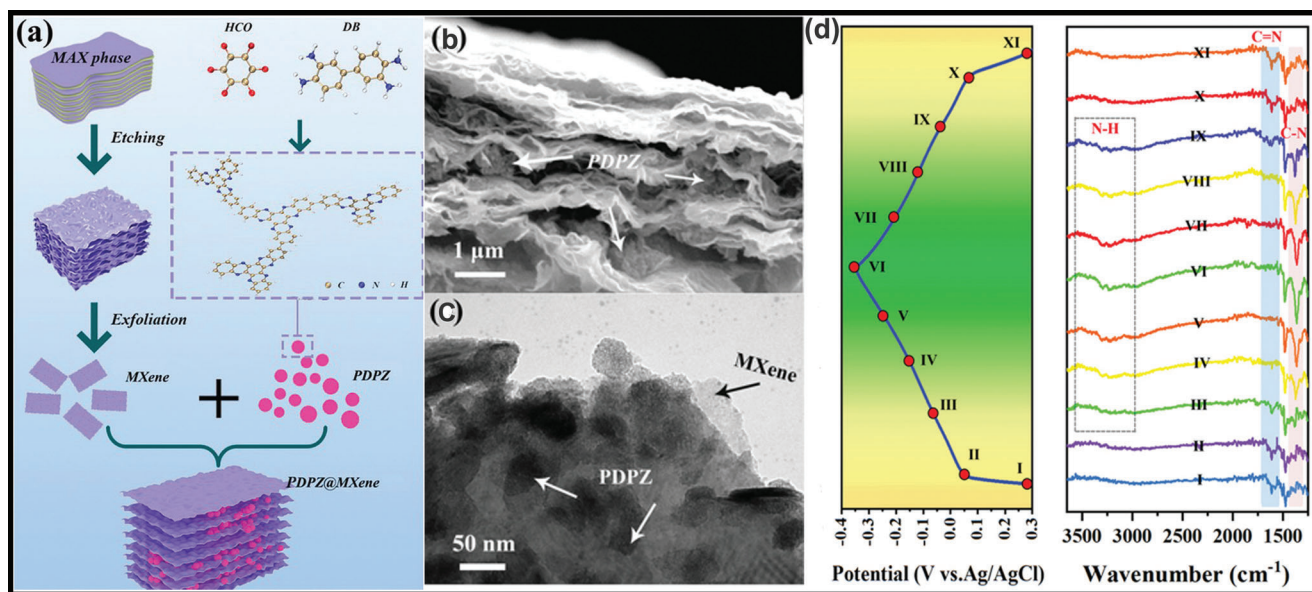 (a)
HCO
DB
MAX phase
Etching
C N H
Exfoliation
MXene
PDPZ
+
PDPZ@MXene
(b)
PDPZ
1 μm
(c)
MXene
PDPZ
50 nm
(d)
XI
X
IX
VIII
VII
VI
V
IV
III
II
I
-0.4 -0.3 -0.2 -0.1 0.0 0.1 0.2 0.3
Potential (V vs.Ag/AgCl)
C=N
XI
X
N-H
C-N
IX
VIII
VII
VI
V
IV
III
II
I
3500 3000 2500 2000 1500
Wavenumber (cm⁻¹)